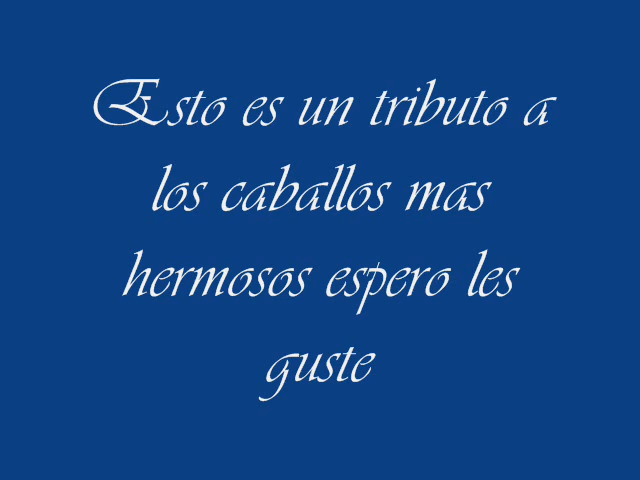 Esto es un tributo a
los caballos mas
hermosos espero les
guste